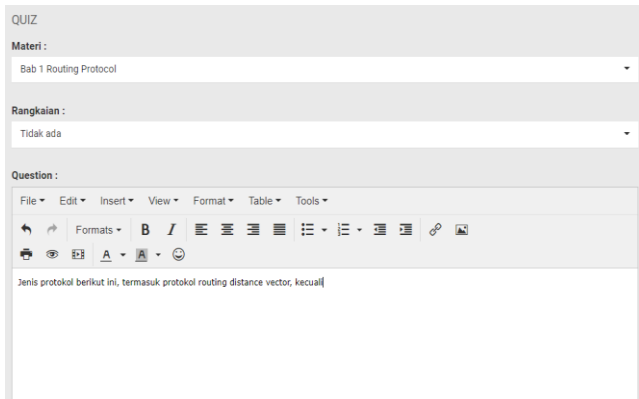 QUIZ
Materi :
Bab 1 Routing Protocol
Rangkaian :
Tidak ada
Question :
File Edit Insert View Format Table Tools
Formats B I
A A
Jenis protokol berikut ini, termasuk protokol routing distance vector, kecuali